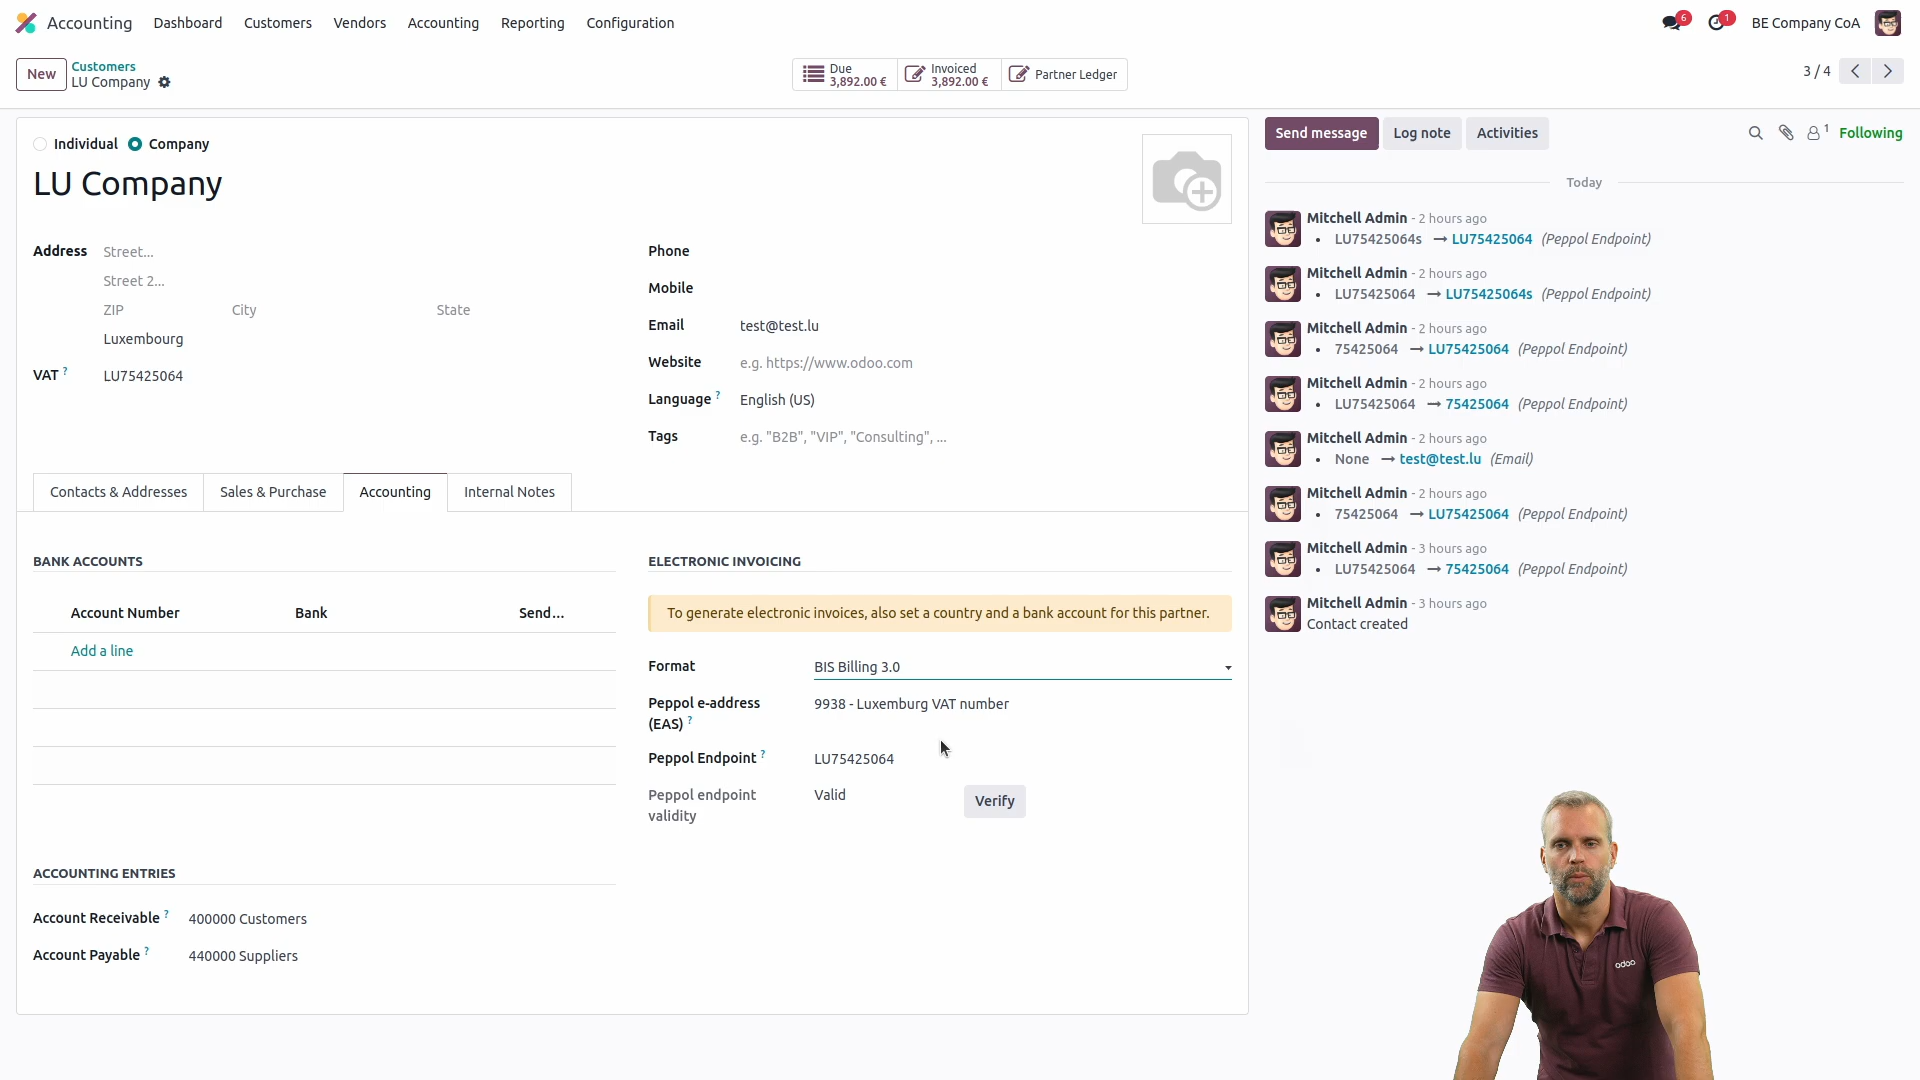 Accounting
Dashboard
Customers
Vendors
Accounting
Reporting
Configuration
6
1
BE Company CoA
New
Customers
LU Company
Due
3,892.00 €
Invoiced
3,892.00 €
Partner Ledger
3 / 4
Individual
Company
LU Company
Address
Street...
Street 2...
ZIP
City
State
Luxembourg
VAT ?
LU75425064
Phone
Mobile
Email
test@test.lu
Website
e.g. https://www.odoo.com
Language ?
English (US)
Tags
e.g. "B2B", "VIP", "Consulting", ...
Contacts & Addresses
Sales & Purchase
Accounting
Internal Notes
BANK ACCOUNTS
Account Number
Bank
Send...
Add a line
ELECTRONIC INVOICING
To generate electronic invoices, also set a country and a bank account for this partner.
Format
BIS Billing 3.0
Peppol e-address
(EAS) ?
9938 - Luxemburg VAT number
Peppol Endpoint ?
LU75425064
Peppol endpoint
validity
Valid
Verify
ACCOUNTING ENTRIES
Account Receivable ?
400000 Customers
Account Payable ?
440000 Suppliers
Send message
Log note
Activities
1
Following
Today
Mitchell Admin - 2 hours ago
• LU75425064s → LU75425064 (Peppol Endpoint)
Mitchell Admin - 2 hours ago
• LU75425064 → LU75425064s (Peppol Endpoint)
Mitchell Admin - 2 hours ago
• 75425064 → LU75425064 (Peppol Endpoint)
Mitchell Admin - 2 hours ago
• LU75425064 → 75425064 (Peppol Endpoint)
Mitchell Admin - 2 hours ago
• None → test@test.lu (Email)
Mitchell Admin - 2 hours ago
• 75425064 → LU75425064 (Peppol Endpoint)
Mitchell Admin - 3 hours ago
• LU75425064 → 75425064 (Peppol Endpoint)
Mitchell Admin - 3 hours ago
Contact created
odoo